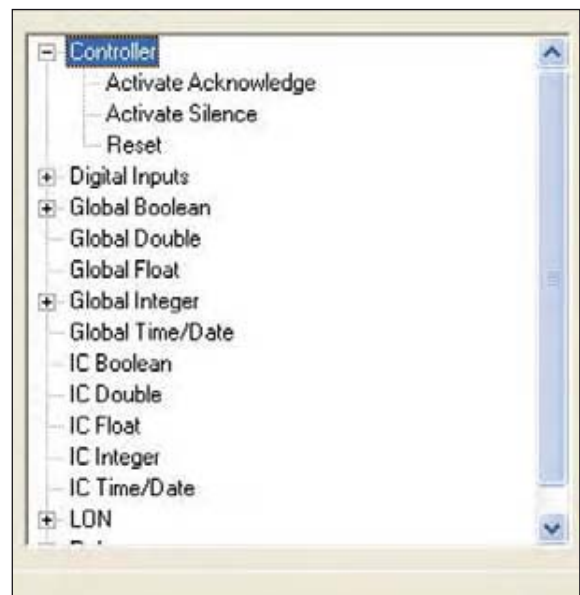 Controller
Activate Acknowledge
Activate Silence
Reset
Digital Inputs
Global Boolean
Global Double
Global Float
Global Integer
Global Time/Date
IC Boolean
IC Double
IC Float
IC Integer
IC Time/Date
LON